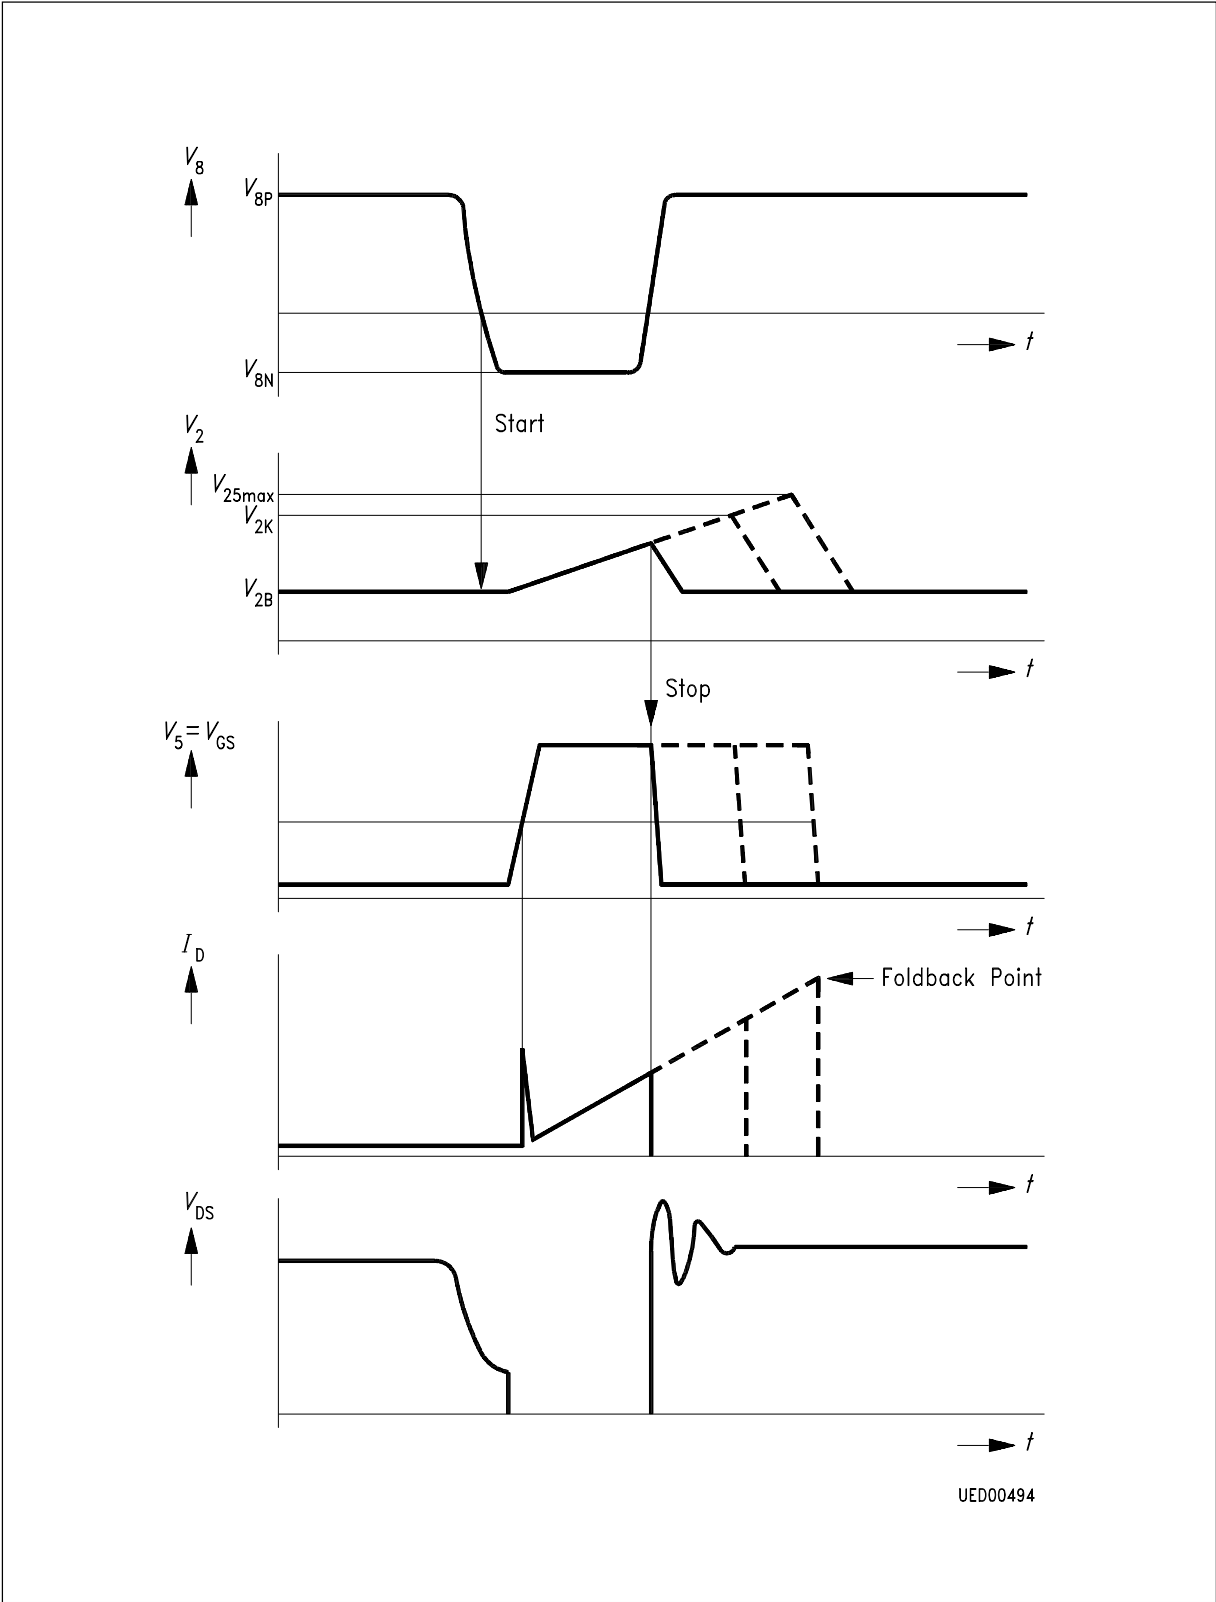 V8
V8P
t
V8N
Start
V2
V25max
V2K
V2B
t
Stop
V5=VGS
t
ID
Foldback Point
t
VDS
t
UED00494